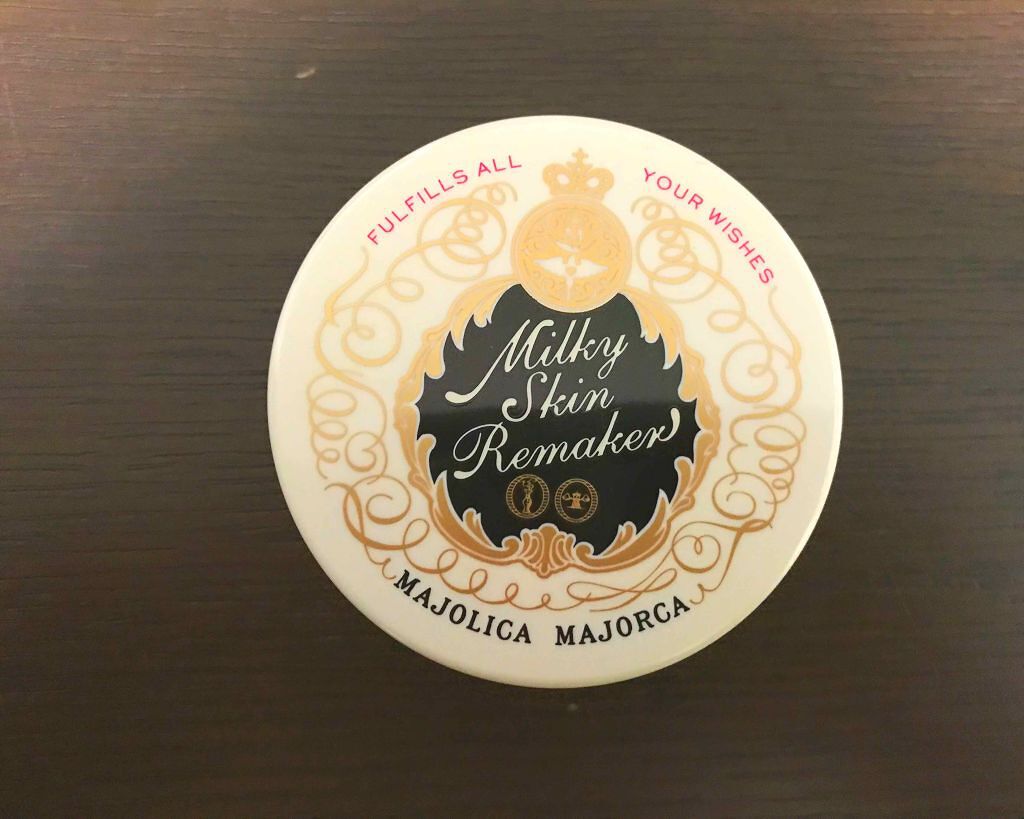 FULFILLS ALL YOUR WISHES
Milky
Skin
Remaker
MAJOLICA MAJORCA